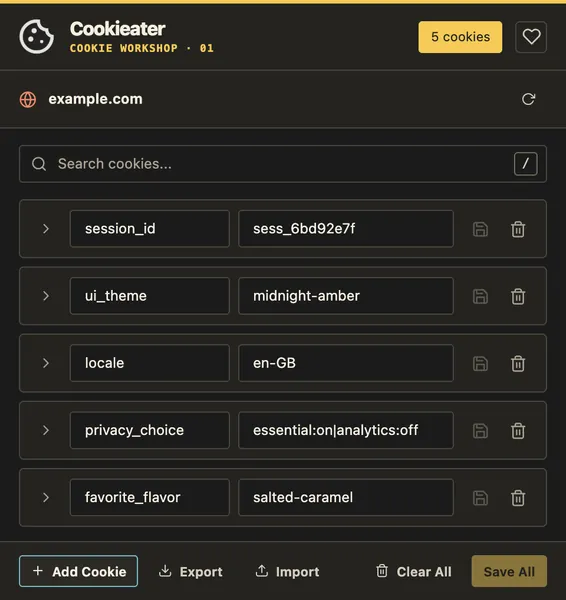 Cookieater
COOKIE WORKSHOP · 01
5 cookies
example.com
Search cookies...
/
session_id
sess_6bd92e7f
ui_theme
midnight-amber
locale
en-GB
privacy_choice
essential:on|analytics:off
favorite_flavor
salted-caramel
Add Cookie
Export
Import
Clear All
Save All